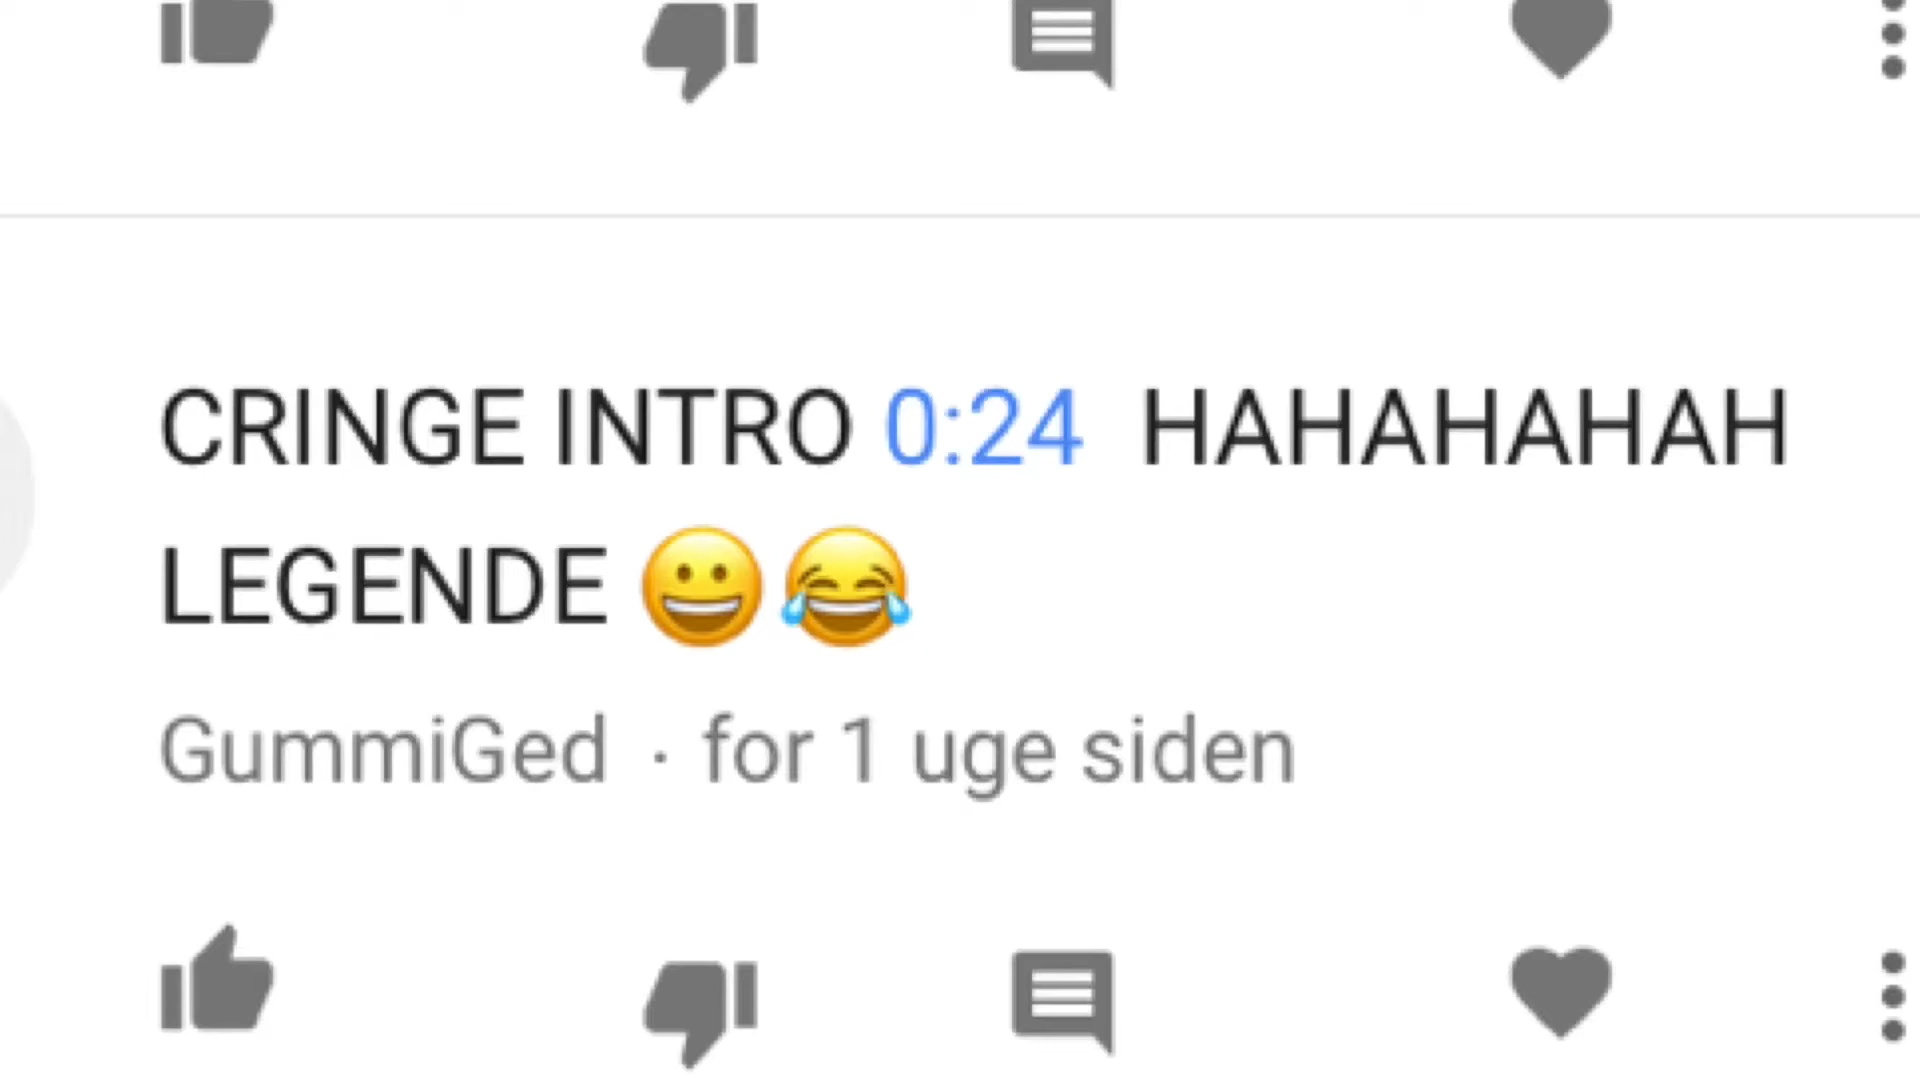 CRINGE INTRO 0:24  HAHAHAHAH
LEGENDE 😀😂
GummiGed · for 1 uge siden